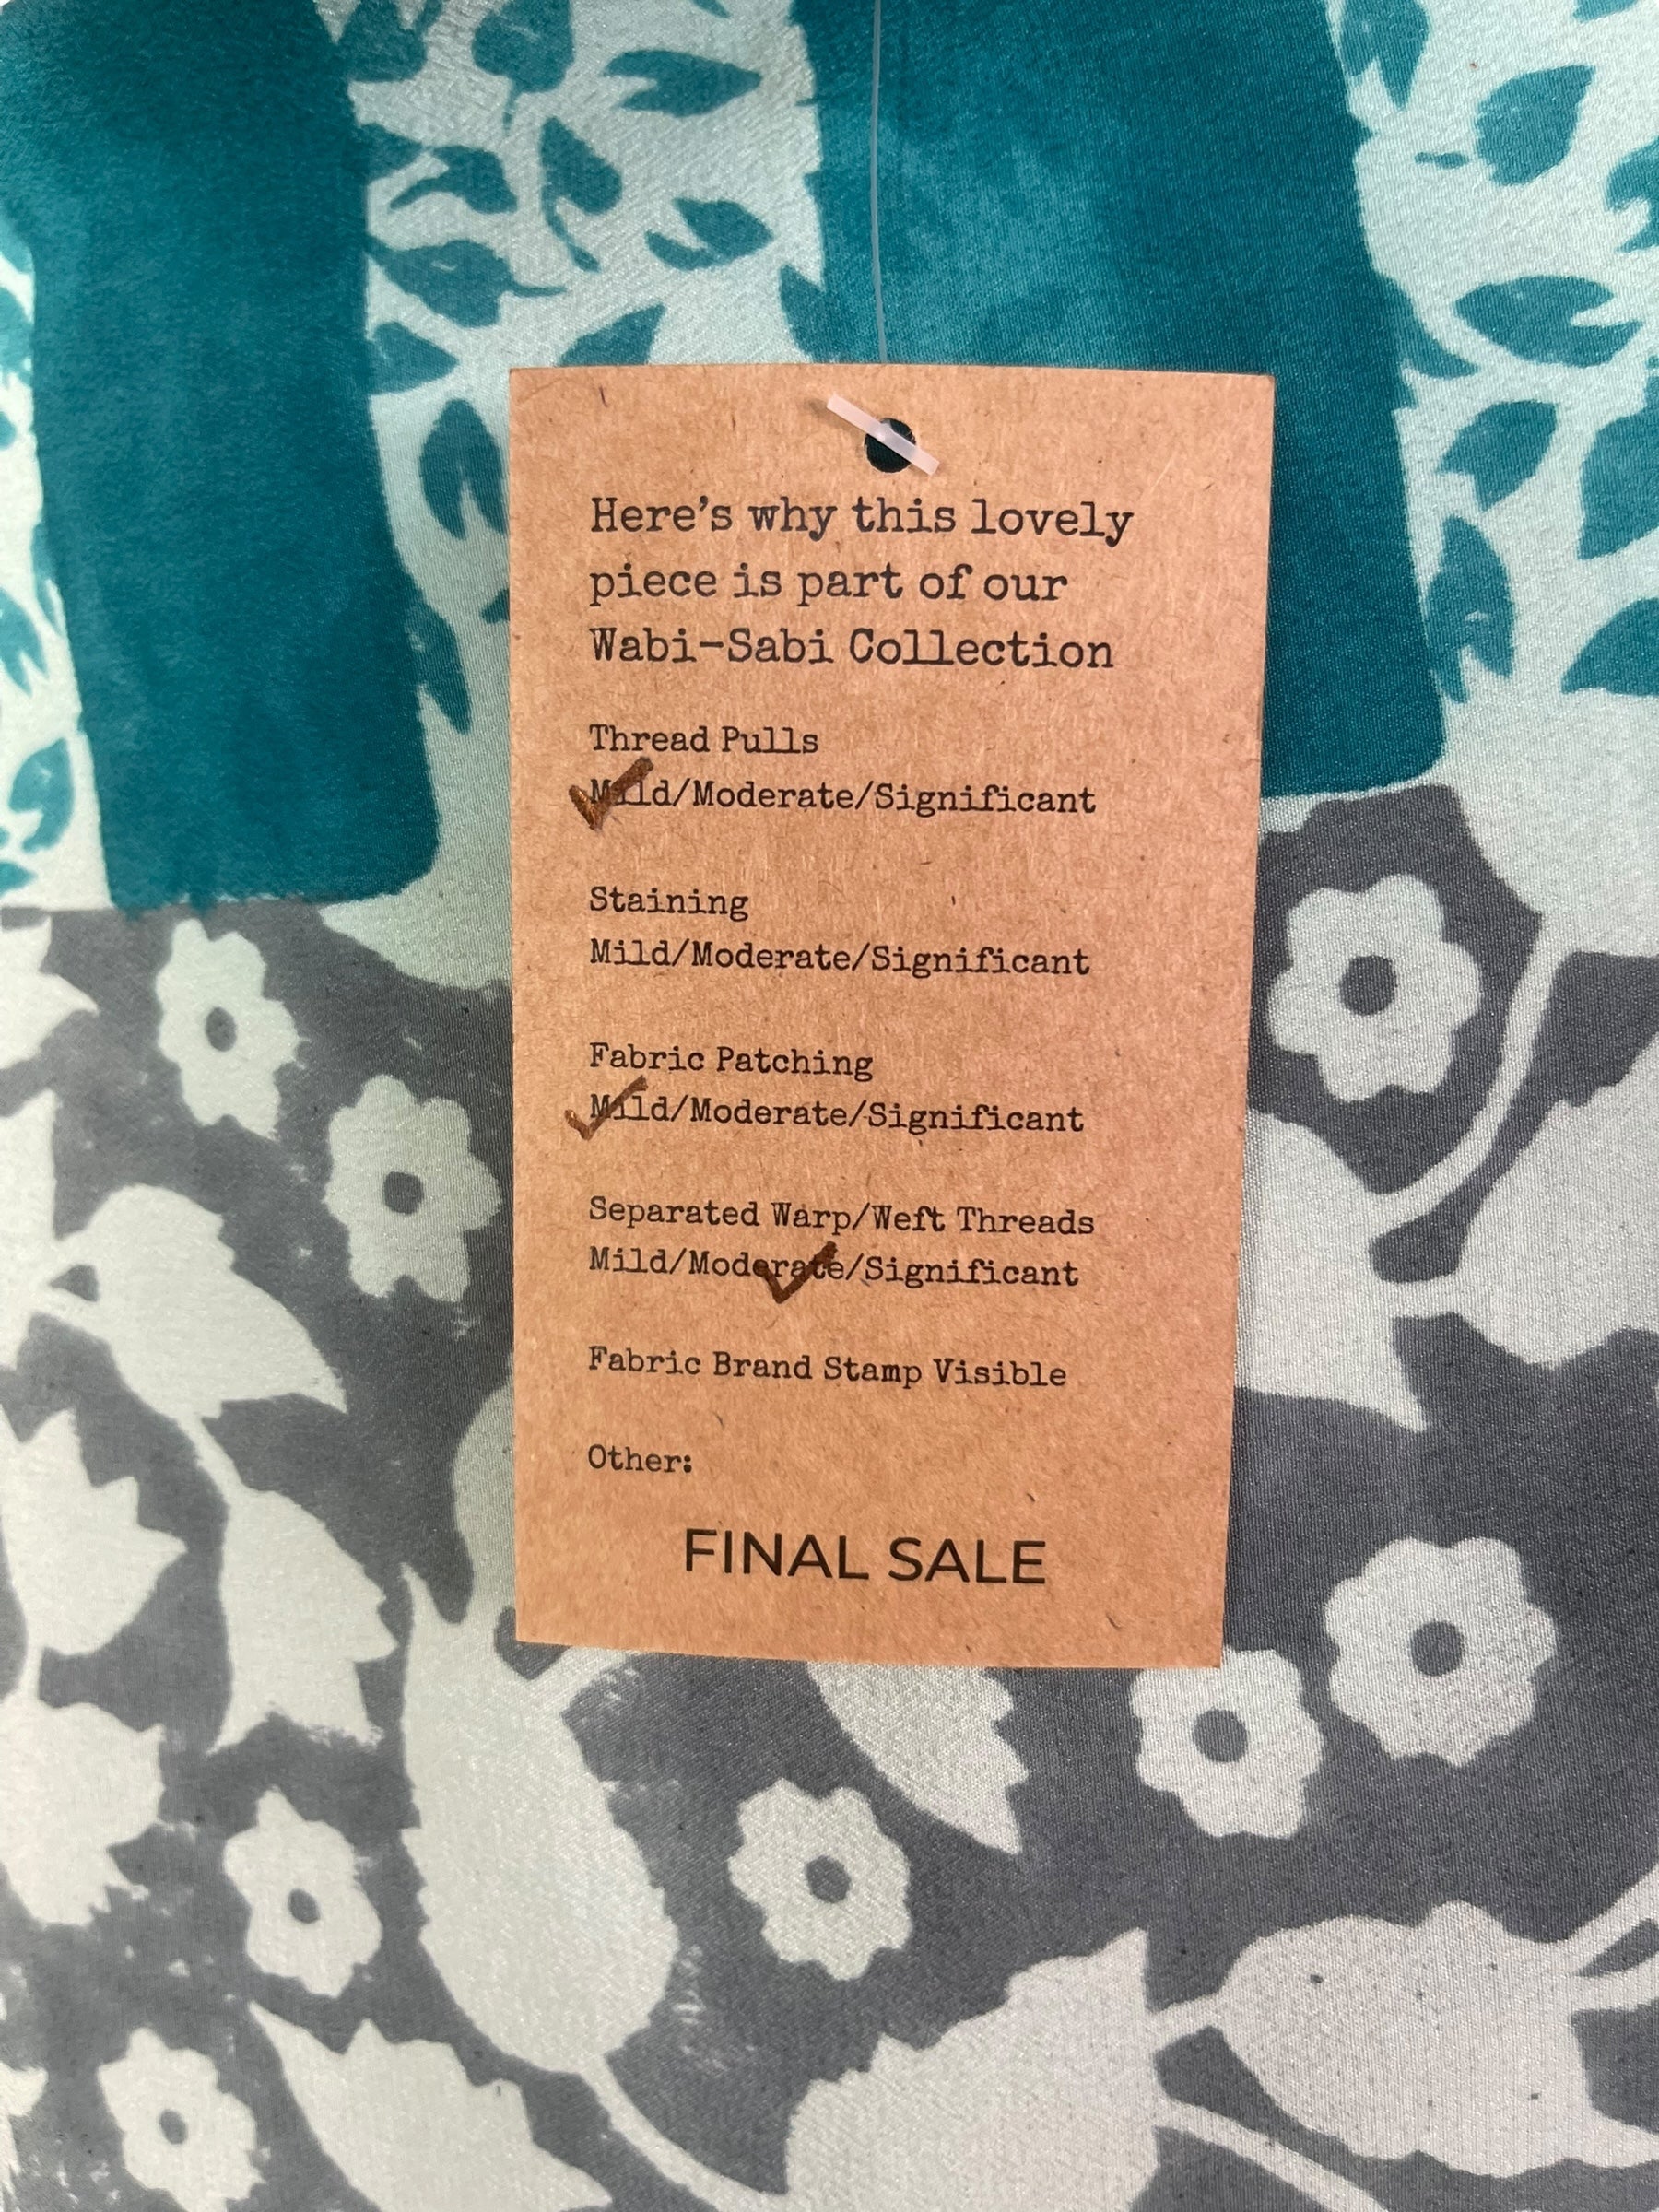 Here's why this lovely
piece is part of our
Wabi-Sabi Collection
Thread Pulls
Mild/Moderate/Significant
Staining
Mild/Moderate/Significant
Fabric Patching
Mild/Moderate/Significant
Separated Warp/Weft Threads
Mild/Moderate/Significant
Fabric Brand Stamp Visible
Other:
FINAL SALE